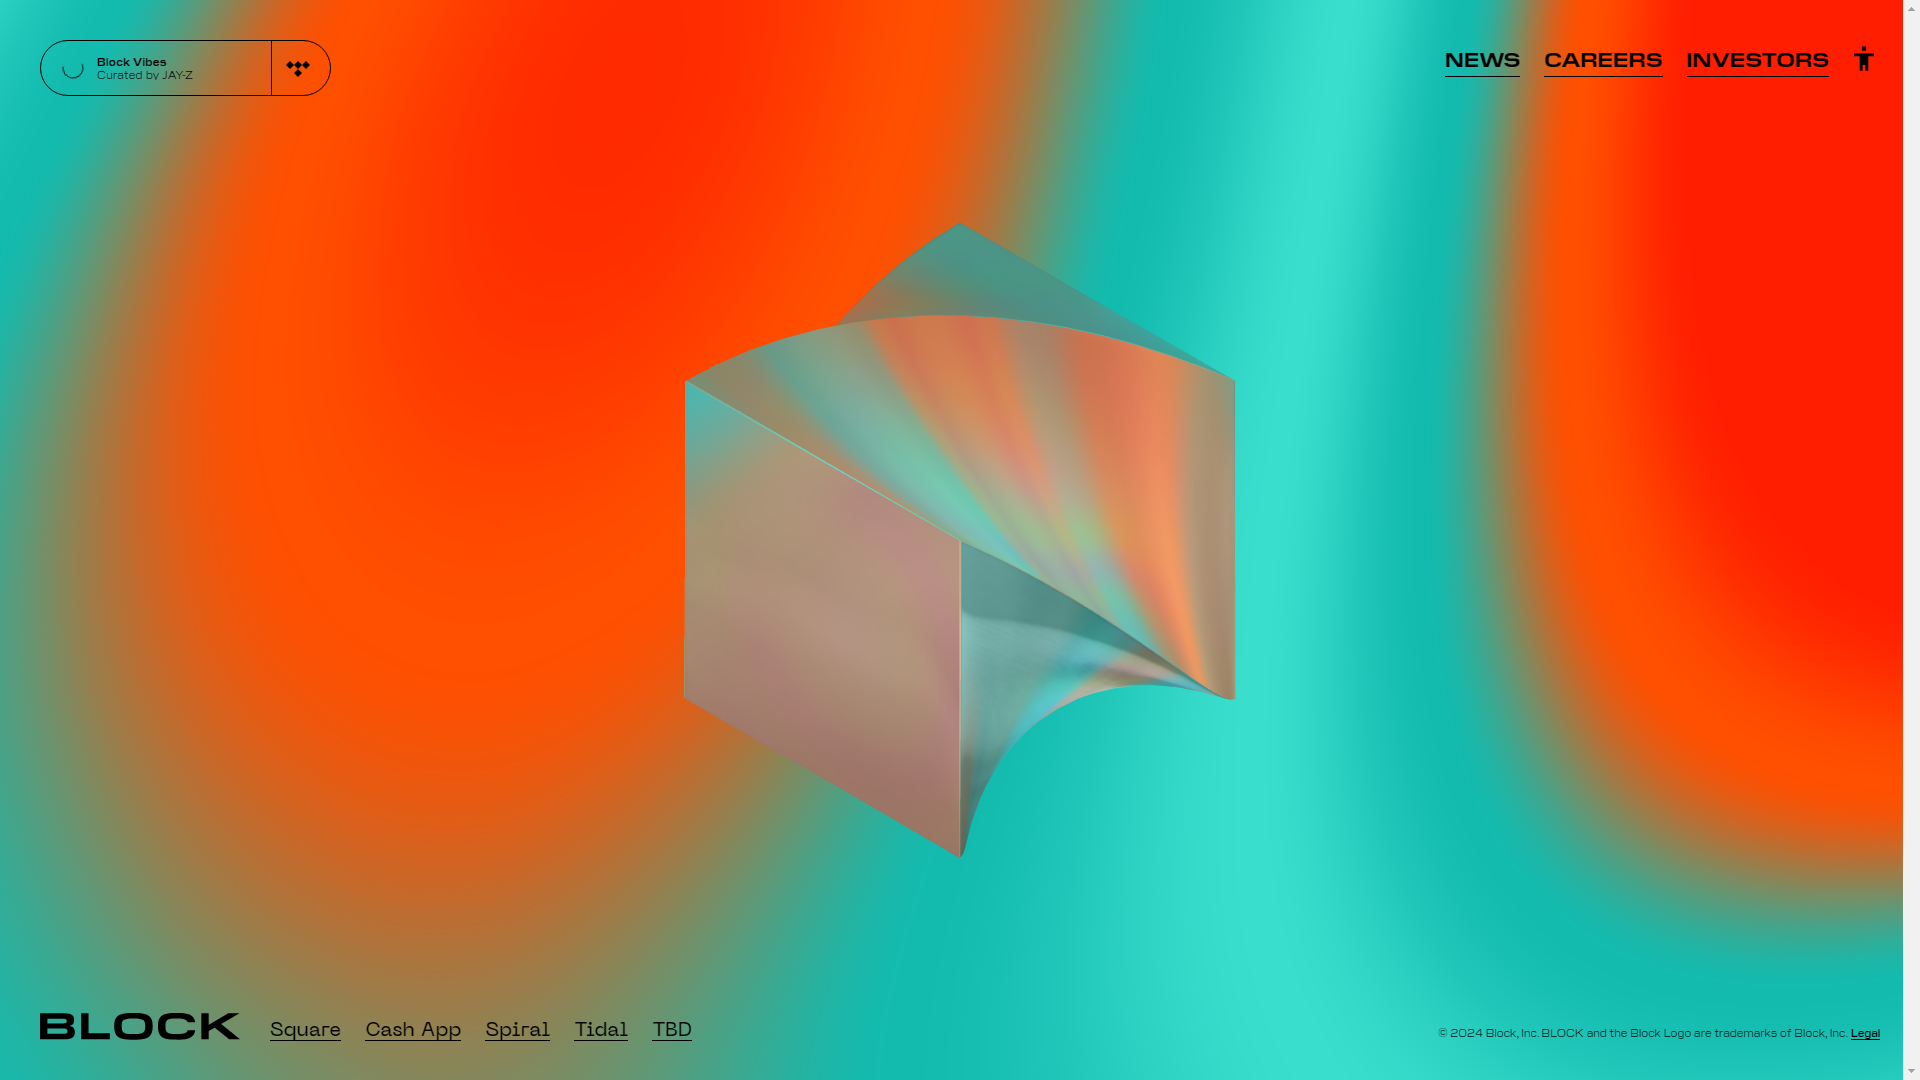 Block Vibes
Curated by JAY-Z
NEWS CAREERS INVESTORS
BLOCK Square Cash App Spiral Tidal TBD
© 2024 Block, Inc. BLOCK and the Block Logo are trademarks of Block, Inc. Legal